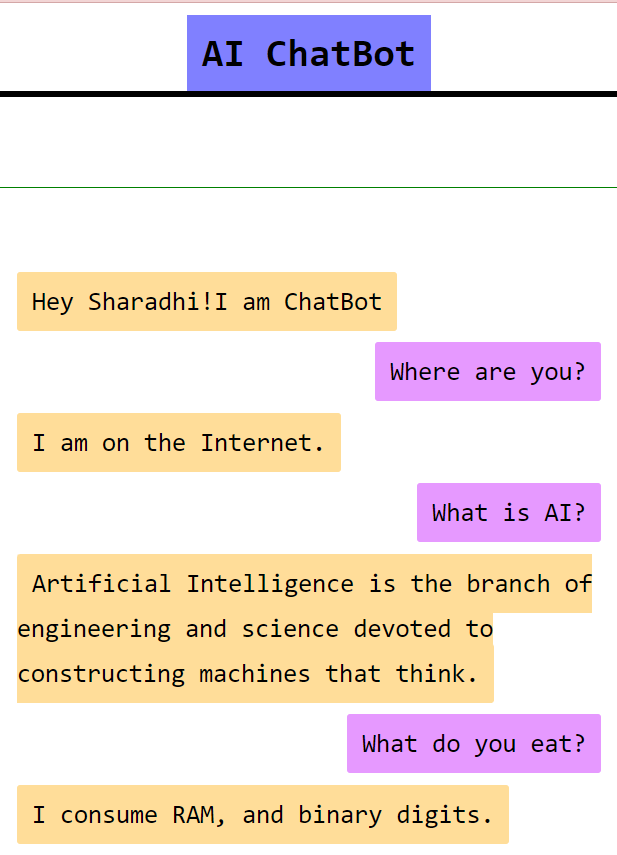 AI ChatBot
Hey Sharadhi!I am ChatBot
Where are you?
I am on the Internet.
What is AI?
Artificial Intelligence is the branch of
engineering and science devoted to
constructing machines that think.
What do you eat?
I consume RAM, and binary digits.